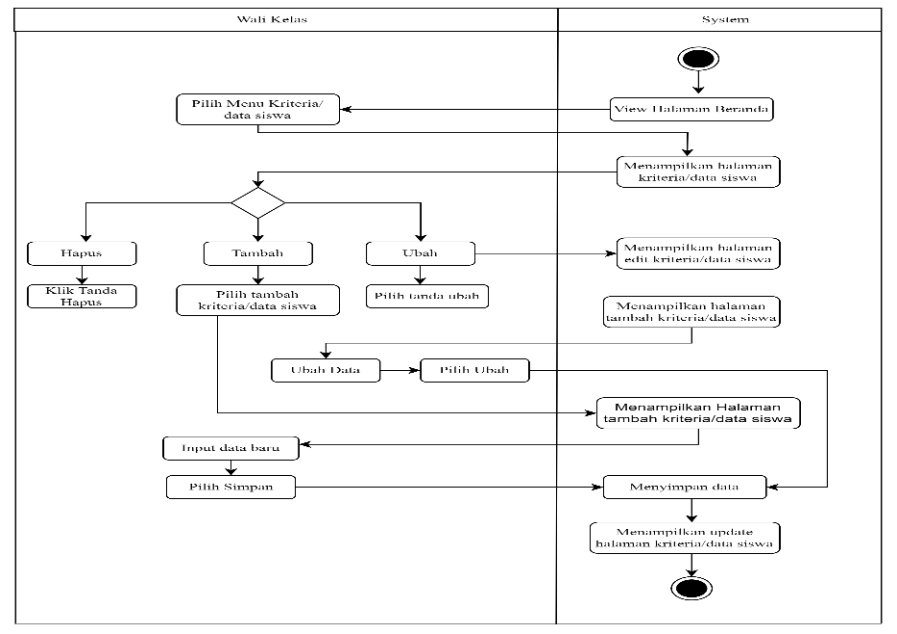 Wali Kelas
System
View Halaman Beranda
Pilih Menu Kriteria/
data siswa
Menampilkan halaman
kriteria/data siswa
Hapus
Tambah
Ubah
Menampilkan halaman
edit kriteria/data siswa
Klik Tanda
Hapus
Pilih tambah
kriteria/data siswa
Pilih tanda ubah
Menampilkan halaman
tambah kriteria/data siswa
Ubah Data
Pilih Ubah
Menampilkan Halaman
tambah kriteria/data siswa
Input data baru
Pilih Simpan
Menyimpan data
Menampilkan update
halaman kriteria/data siswa